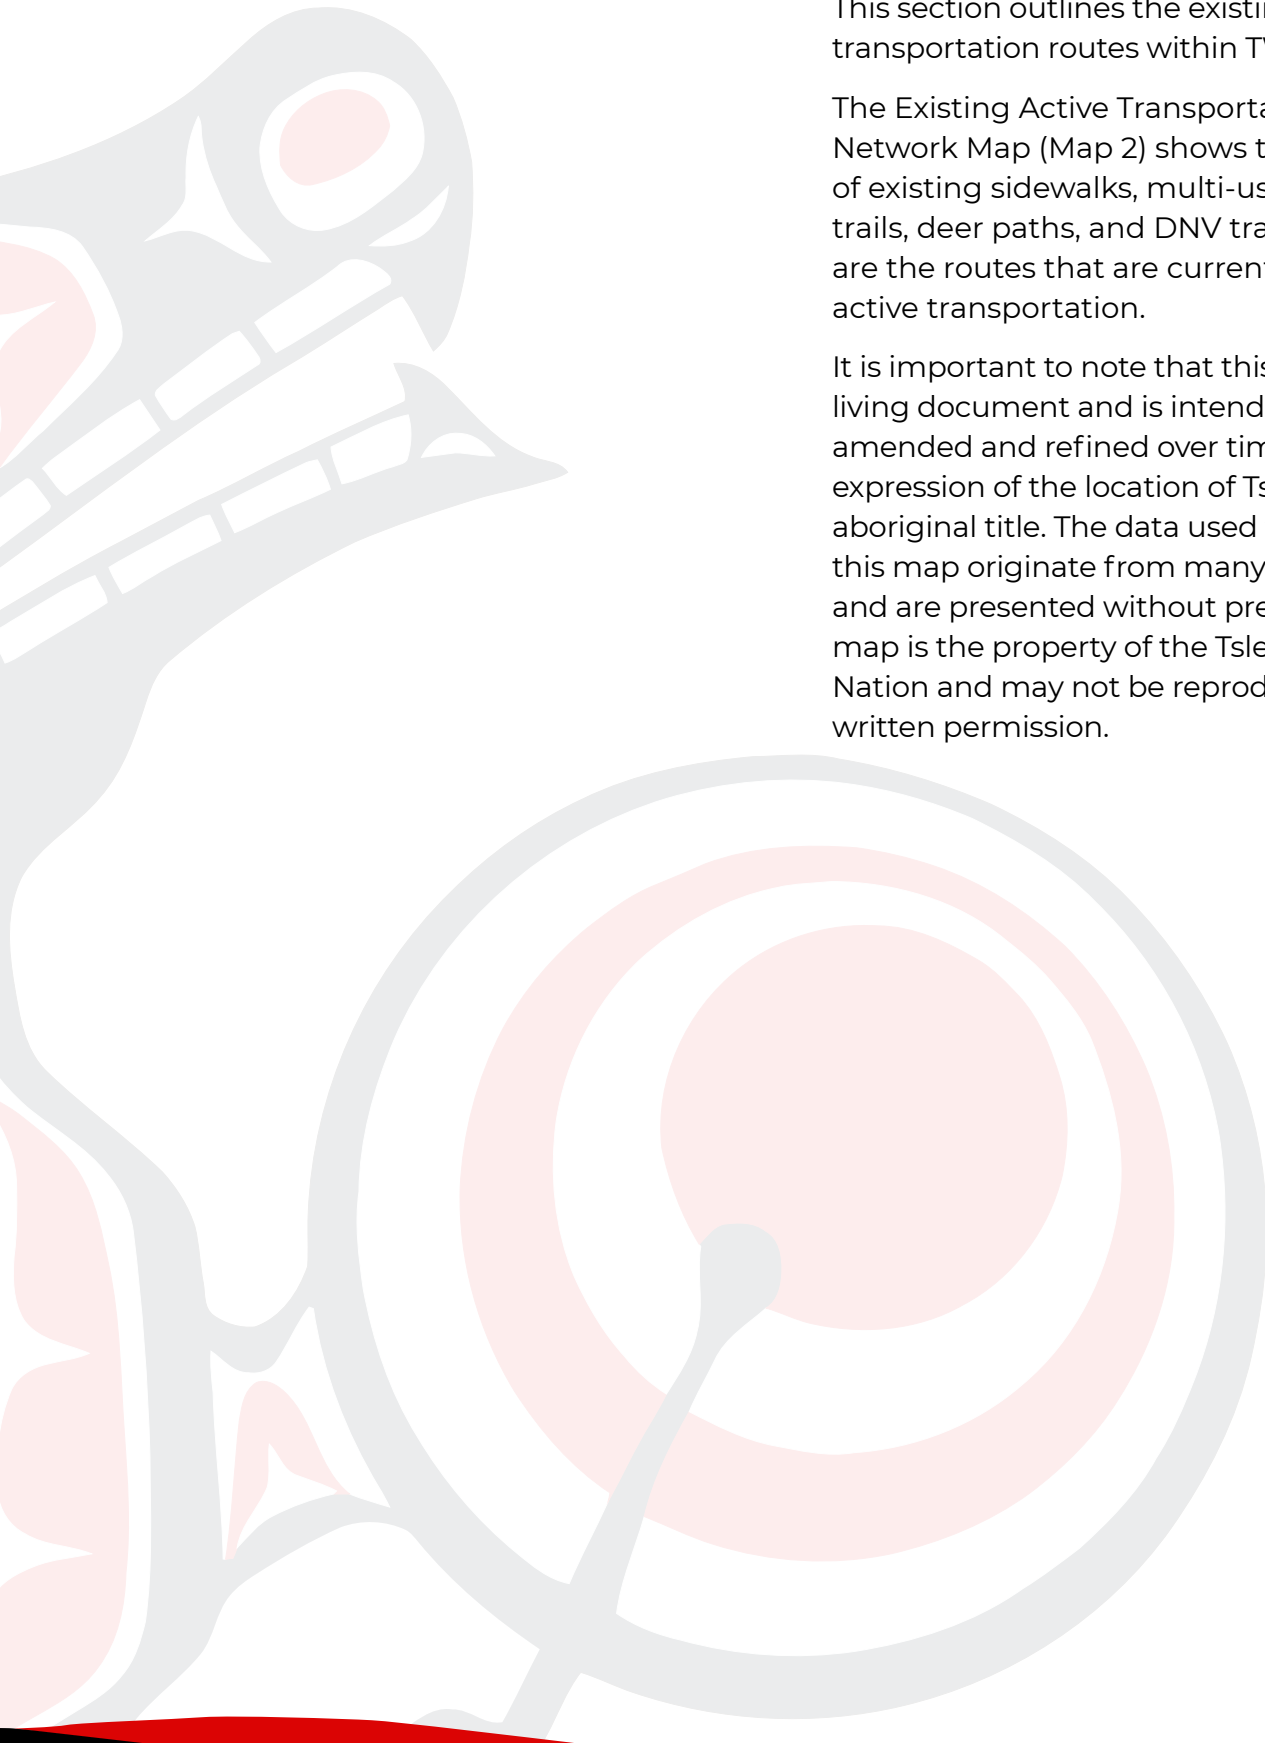 This section outlines the existi
transportation routes within T
The Existing Active Transporta
Network Map (Map 2) shows t
of existing sidewalks, multi-us
trails, deer paths, and DNV tra
are the routes that are current
active transportation.
It is important to note that this
living document and is intend
amended and refined over tim
expression of the location of Ts
aboriginal title. The data used
this map originate from many
and are presented without pre
map is the property of the Tsle
Nation and may not be reprod
written permission.